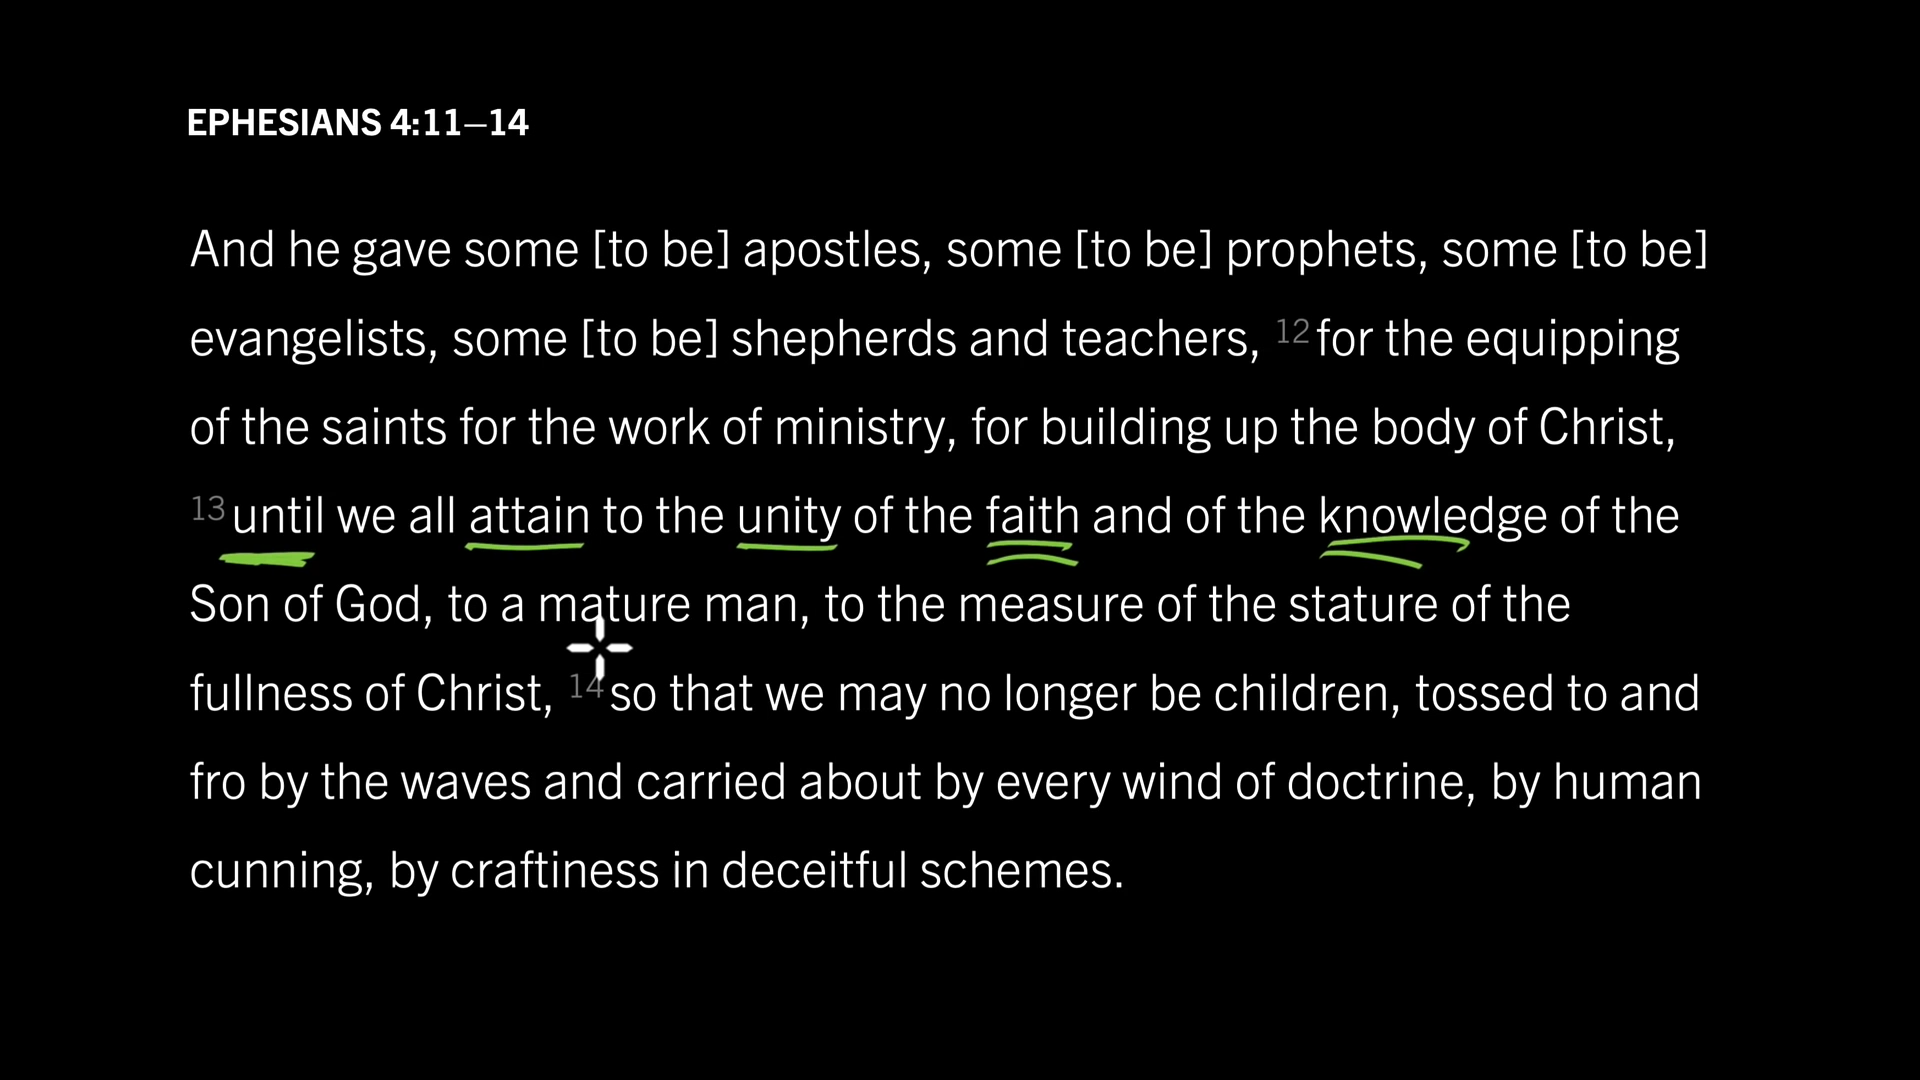 EPHESIANS 4:11–14
And he gave some [to be] apostles, some [to be] prophets, some [to be]
evangelists, some [to be] shepherds and teachers, 12 for the equipping
of the saints for the work of ministry, for building up the body of Christ,
13 until we all attain to the unity of the faith and of the knowledge of the
Son of God, to a mature man, to the measure of the stature of the
fullness of Christ, 14 so that we may no longer be children, tossed to and
fro by the waves and carried about by every wind of doctrine, by human
cunning, by craftiness in deceitful schemes.